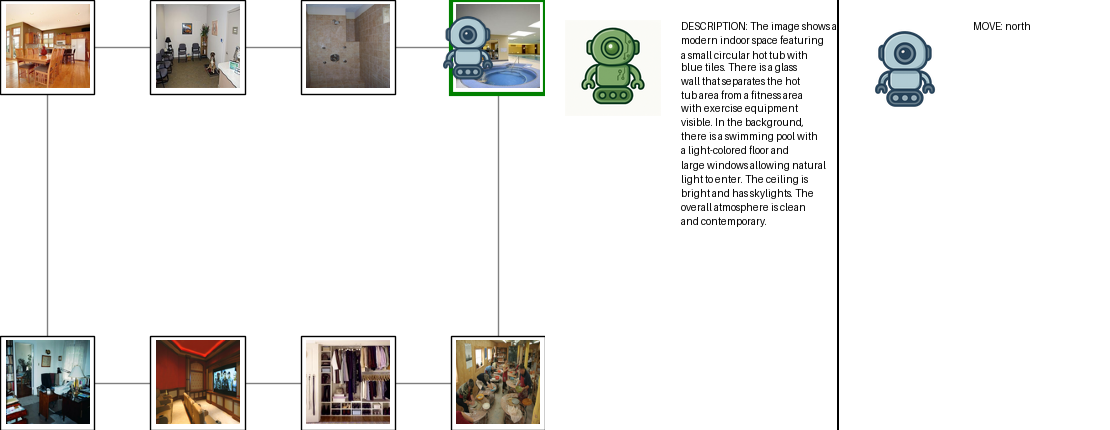 DESCRIPTION: The image shows a
modern indoor space featuring
a small circular hot tub with
blue tiles. There is a glass
wall that separates the hot
tub area from a fitness area
with exercise equipment
visible. In the background,
there is a swimming pool with
a light-colored floor and
large windows allowing natural
light to enter. The ceiling is
bright and has skylights. The
overall atmosphere is clean
and contemporary.
MOVE: north